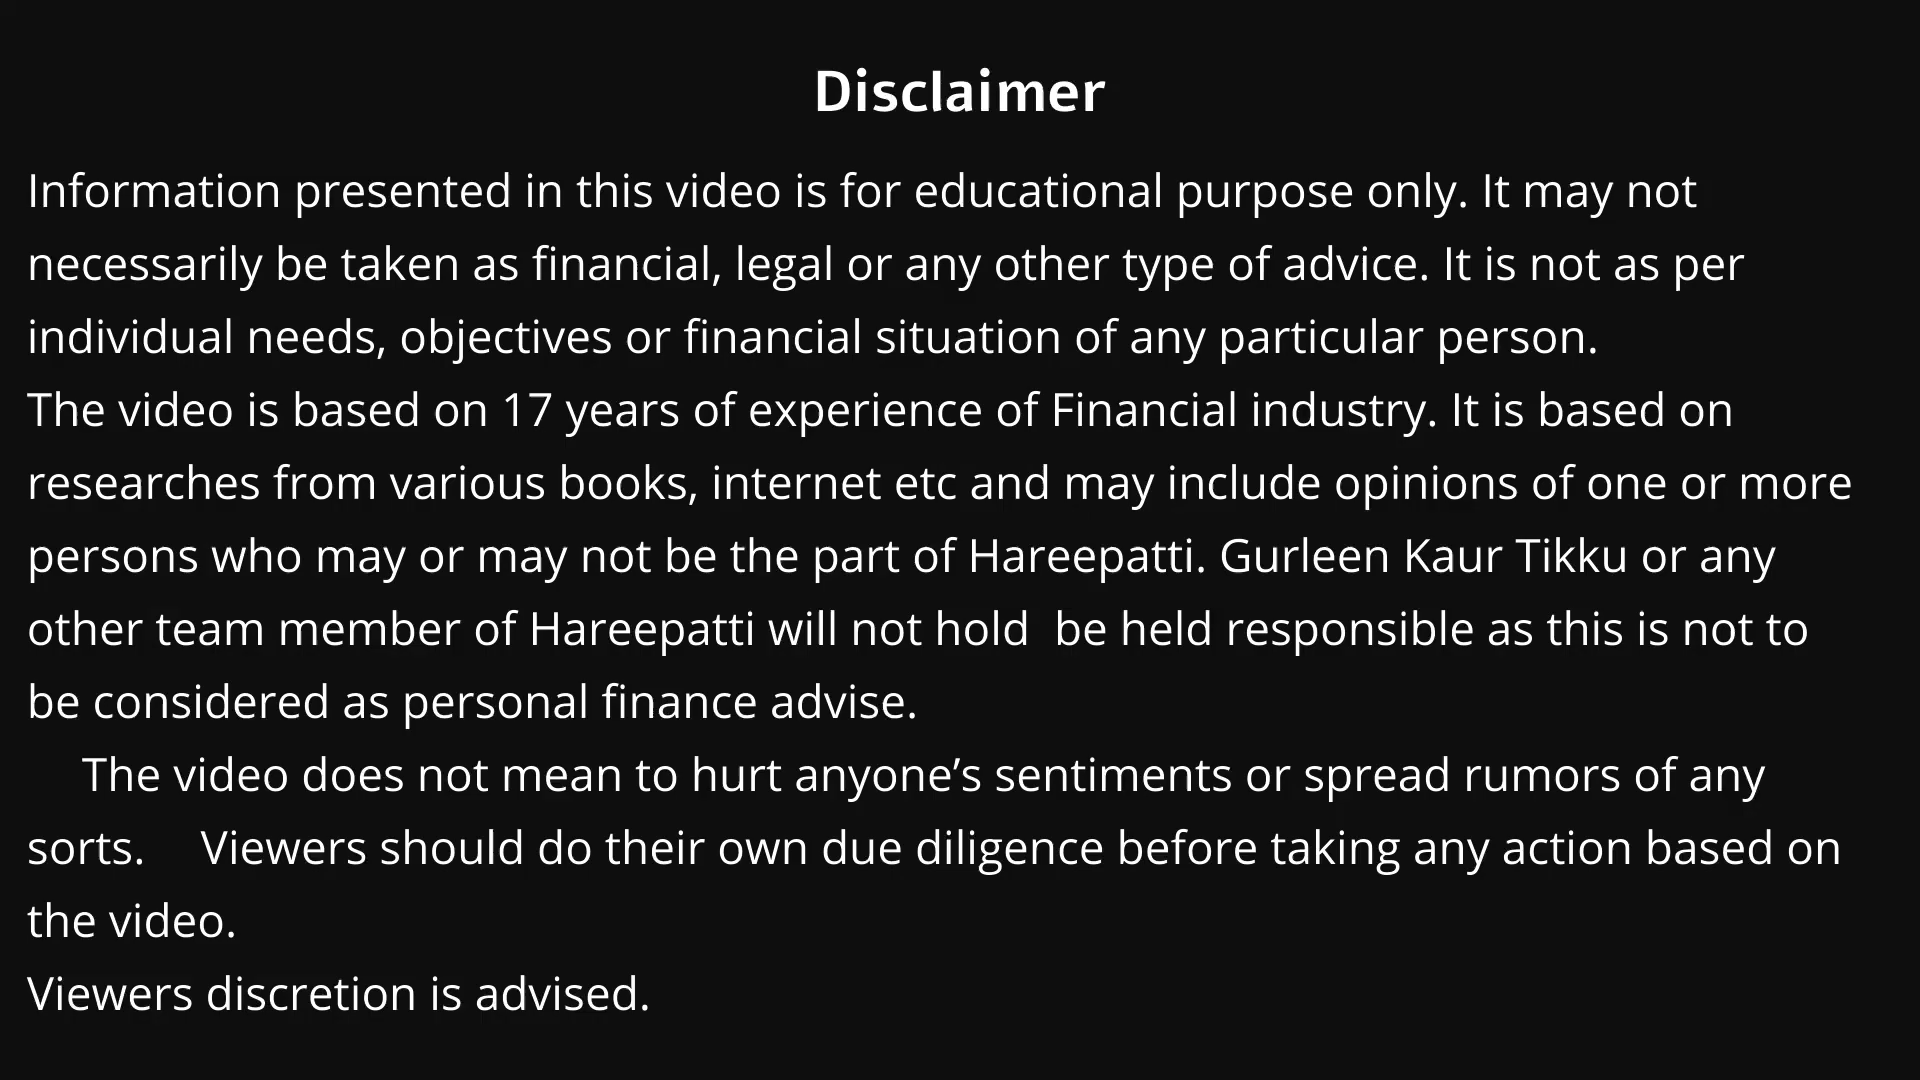 Disclaimer
Information presented in this video is for educational purpose only. It may not
necessarily be taken as financial, legal or any other type of advice. It is not as per
individual needs, objectives or financial situation of any particular person.
The video is based on 17 years of experience of Financial industry. It is based on
researches from various books, internet etc and may include opinions of one or more
persons who may or may not be the part of Hareepatti. Gurleen Kaur Tikku or any
other team member of Hareepatti will not hold  be held responsible as this is not to
be considered as personal finance advise.
The video does not mean to hurt anyone’s sentiments or spread rumors of any
sorts.    Viewers should do their own due diligence before taking any action based on
the video.
Viewers discretion is advised.